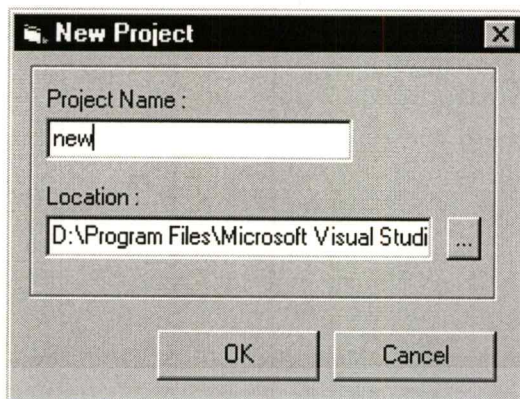 New Project
Project Name :
new
Location :
D:\Program Files\Microsoft Visual Studi
...
OK
Cancel